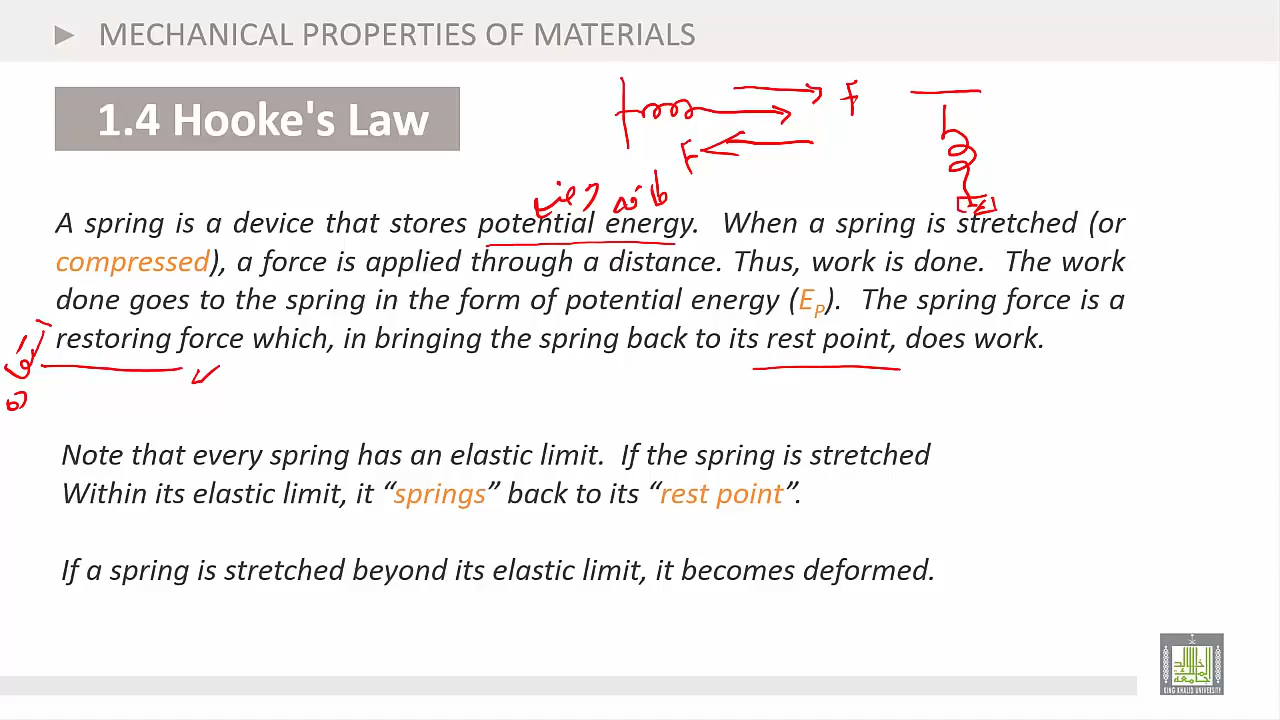 MECHANICAL PROPERTIES OF MATERIALS
1.4 Hooke's Law
F
F
طاقة وضع
A spring is a device that stores potential energy. When a spring is stretched (or
compressed), a force is applied through a distance. Thus, work is done. The work
done goes to the spring in the form of potential energy (EP). The spring force is a
restoring force which, in bringing the spring back to its rest point, does work.
Note that every spring has an elastic limit. If the spring is stretched
Within its elastic limit, it “springs” back to its “rest point”.
If a spring is stretched beyond its elastic limit, it becomes deformed.
KING KHALID UNIVERSITY